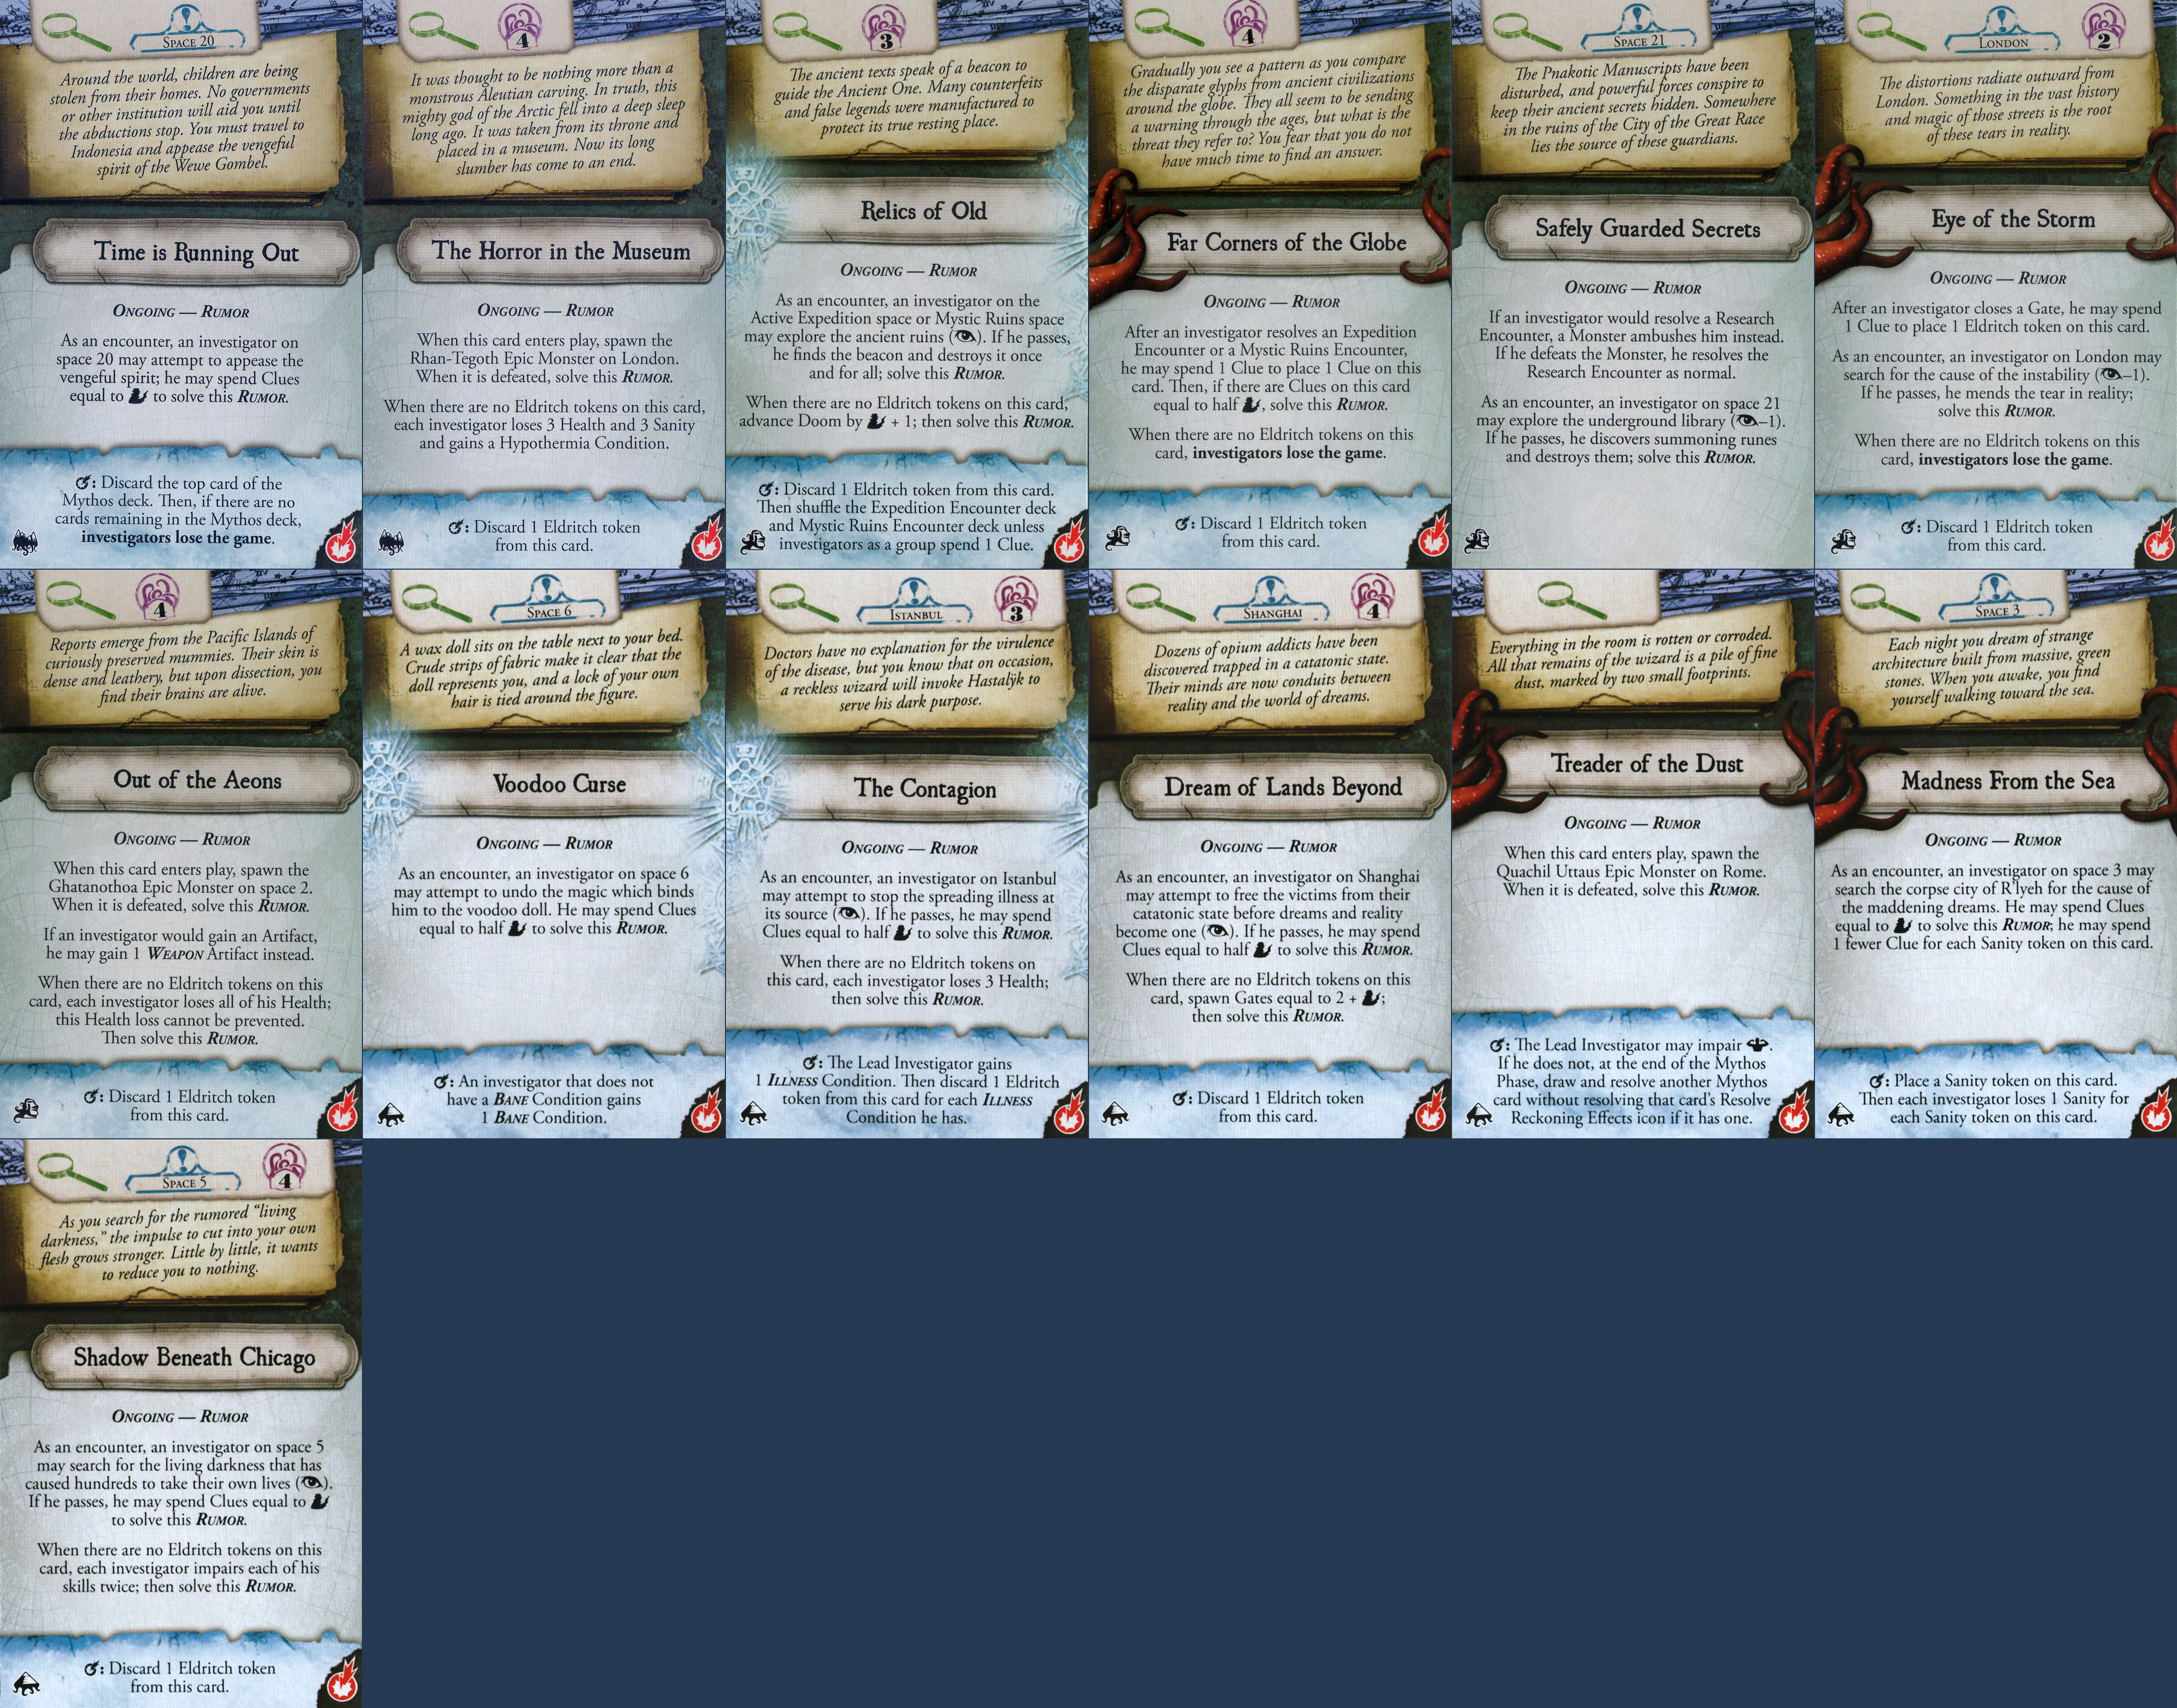 Space 20
Around the world, children are being
stolen from their homes. No governments
or other institution will aid you until
the abductions stop. You must travel to
Indonesia and appease the vengeful
spirit of the Wewe Gombel.
Time is Running Out
Ongoing — Rumor
As an encounter, an investigator on
space 20 may attempt to appease the
vengeful spirit; he may spend Clues
equal to to solve this Rumor.
: Discard the top card of the
Mythos deck. Then, if there are no
cards remaining in the Mythos deck,
investigators lose the game.
4
It was thought to be nothing more than a
monstrous Aleutian carving. In truth, this
mighty god of the Arctic fell into a deep sleep
long ago. It was taken from its throne and
placed in a museum. Now its long
slumber has come to an end.
The Horror in the Museum
Ongoing — Rumor
When this card enters play, spawn the
Rhan-Tegoth Epic Monster on London.
When it is defeated, solve this Rumor.
When there are no Eldritch tokens on this card,
each investigator loses 3 Health and 3 Sanity
and gains a Hypothermia Condition.
: Discard 1 Eldritch token
from this card.
3
The ancient texts speak of a beacon to
guide the Ancient One. Many counterfeits
and false legends were manufactured to
protect its true resting place.
Relics of Old
Ongoing — Rumor
As an encounter, an investigator on the
Active Expedition space or Mystic Ruins space
may explore the ancient ruins ( ). If he passes,
he finds the beacon and destroys it once
and for all; solve this Rumor.
When there are no Eldritch tokens on this card,
advance Doom by + 1; then solve this Rumor.
: Discard 1 Eldritch token from this card.
Then shuffle the Expedition Encounter deck
and Mystic Ruins Encounter deck unless
investigators as a group spend 1 Clue.
4
Gradually you see a pattern as you compare
the disparate glyphs from ancient civilizations
around the globe. They all seem to be sending
a warning through the ages, but what is the
threat they refer to? You fear that you do not
have much time to find an answer.
Far Corners of the Globe
Ongoing — Rumor
After an investigator resolves an Expedition
Encounter or a Mystic Ruins Encounter,
he may spend 1 Clue to place 1 Clue on this
card. Then, if there are Clues on this card
equal to half , solve this Rumor.
When there are no Eldritch tokens on this
card, investigators lose the game.
: Discard 1 Eldritch token
from this card.
Space 21
The Pnakotic Manuscripts have been
disturbed, and powerful forces conspire to
keep their ancient secrets hidden. Somewhere
in the ruins of the City of the Great Race
lies the source of these guardians.
Safely Guarded Secrets
Ongoing — Rumor
If an investigator would resolve a Research
Encounter, a Monster ambushes him instead.
If he defeats the Monster, he resolves the
Research Encounter as normal.
As an encounter, an investigator on space 21
may explore the underground library ( –1).
If he passes, he discovers summoning runes
and destroys them; solve this Rumor.
London
2
The distortions radiate outward from
London. Something in the vast history
and magic of those streets is the root
of these tears in reality.
Eye of the Storm
Ongoing — Rumor
After an investigator closes a Gate, he may spend
1 Clue to place 1 Eldritch token on this card.
As an encounter, an investigator on London may
search for the cause of the instability ( –1).
If he passes, he mends the tear in reality;
solve this Rumor.
When there are no Eldritch tokens on this
card, investigators lose the game.
: Discard 1 Eldritch token
from this card.
4
Reports emerge from the Pacific Islands of
curiously preserved mummies. Their skin is
dense and leathery, but upon dissection, you
find their brains are alive.
Out of the Aeons
Ongoing — Rumor
When this card enters play, spawn the
Ghatanothoa Epic Monster on space 2.
When it is defeated, solve this Rumor.
If an investigator would gain an Artifact,
he may gain 1 Weapon Artifact instead.
When there are no Eldritch tokens on this
card, each investigator loses all of his Health;
this Health loss cannot be prevented.
Then solve this Rumor.
: Discard 1 Eldritch token
from this card.
Space 6
A wax doll sits on the table next to your bed.
Crude strips of fabric make it clear that the
doll represents you, and a lock of your own
hair is tied around the figure.
Voodoo Curse
Ongoing — Rumor
As an encounter, an investigator on space 6
may attempt to undo the magic which binds
him to the voodoo doll. He may spend Clues
equal to half to solve this Rumor.
: An investigator that does not
have a Bane Condition gains
1 Bane Condition.
Istanbul
3
Doctors have no explanation for the virulence
of the disease, but you know that on occasion,
a reckless wizard will invoke Hastalÿk to
serve his dark purpose.
The Contagion
Ongoing — Rumor
As an encounter, an investigator on Istanbul
may attempt to stop the spreading illness at
its source ( ). If he passes, he may spend
Clues equal to half to solve this Rumor.
When there are no Eldritch tokens on
this card, each investigator loses 3 Health;
then solve this Rumor.
: The Lead Investigator gains
1 Illness Condition. Then discard 1 Eldritch
token from this card for each Illness
Condition he has.
Shanghai
4
Dozens of opium addicts have been
discovered trapped in a catatonic state.
Their minds are now conduits between
reality and the world of dreams.
Dream of Lands Beyond
Ongoing — Rumor
As an encounter, an investigator on Shanghai
may attempt to free the victims from their
catatonic state before dreams and reality
become one ( ). If he passes, he may spend
Clues equal to half to solve this Rumor.
When there are no Eldritch tokens on this
card, spawn Gates equal to 2 + ;
then solve this Rumor.
: Discard 1 Eldritch token
from this card.
Everything in the room is rotten or corroded.
All that remains of the wizard is a pile of fine
dust, marked by two small footprints.
Treader of the Dust
Ongoing — Rumor
When this card enters play, spawn the
Quachil Uttaus Epic Monster on Rome.
When it is defeated, solve this Rumor.
: The Lead Investigator may impair .
If he does not, at the end of the Mythos
Phase, draw and resolve another Mythos
card without resolving that card's Resolve
Reckoning Effects icon if it has one.
Space 3
Each night you dream of strange
architecture built from massive, green
stones. When you awake, you find
yourself walking toward the sea.
Madness From the Sea
Ongoing — Rumor
As an encounter, an investigator on space 3 may
search the corpse city of R'lyeh for the cause of
the maddening dreams. He may spend Clues
equal to to solve this Rumor; he may spend
1 fewer Clue for each Sanity token on this card.
: Place a Sanity token on this card.
Then each investigator loses 1 Sanity for
each Sanity token on this card.
Space 5
4
As you search for the rumored "living
darkness," the impulse to cut into your own
flesh grows stronger. Little by little, it wants
to reduce you to nothing.
Shadow Beneath Chicago
Ongoing — Rumor
As an encounter, an investigator on space 5
may search for the living darkness that has
caused hundreds to take their own lives ( ).
If he passes, he may spend Clues equal to
to solve this Rumor.
When there are no Eldritch tokens on this
card, each investigator impairs each of his
skills twice; then solve this Rumor.
: Discard 1 Eldritch token
from this card.